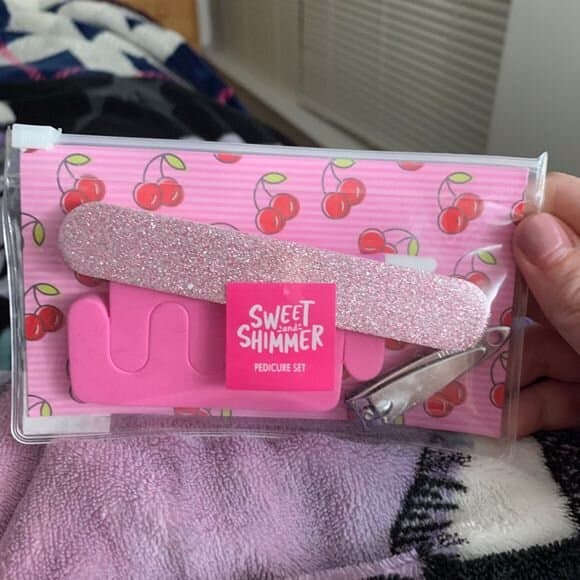 SWEET
and
SHIMMER
PEDICURE SET